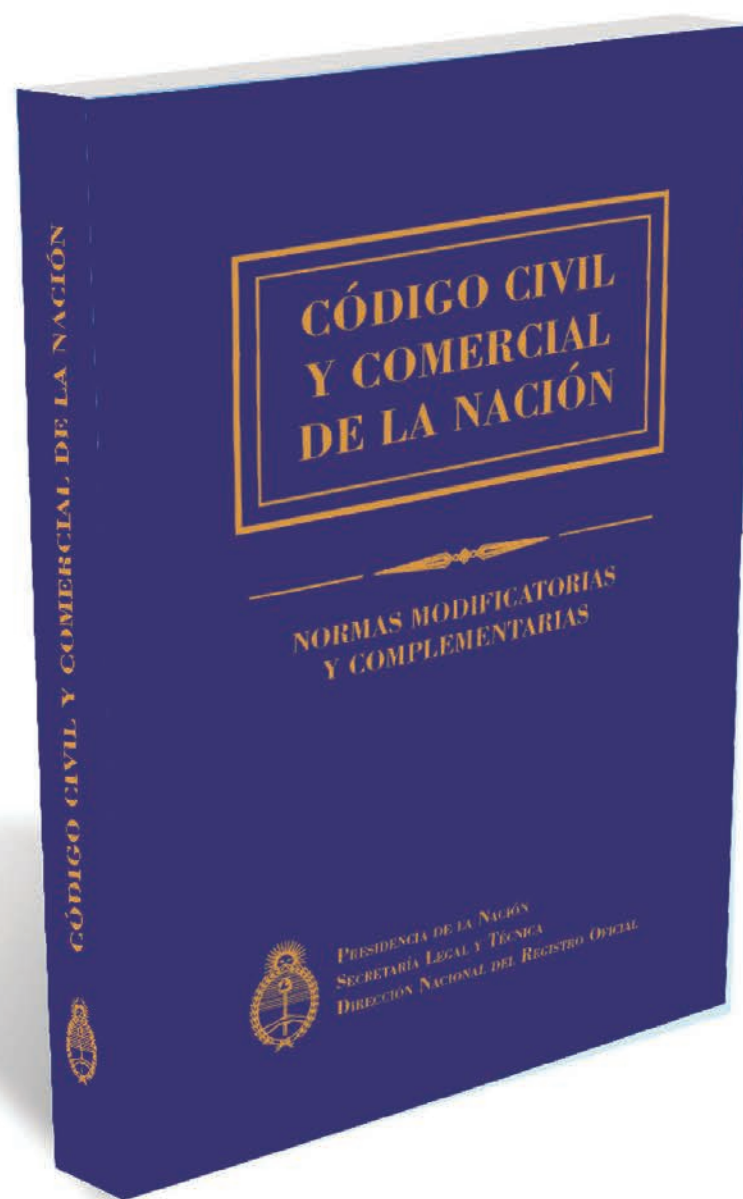 CÓDIGO CIVIL Y COMERCIAL DE LA NACIÓN
CÓDIGO CIVIL
Y COMERCIAL
DE LA NACIÓN
NORMAS MODIFICATORIAS
Y COMPLEMENTARIAS
PRESIDENCIA DE LA NACIÓN
SECRETARÍA LEGAL Y TÉCNICA
DIRECCIÓN NACIONAL DEL REGISTRO OFICIAL